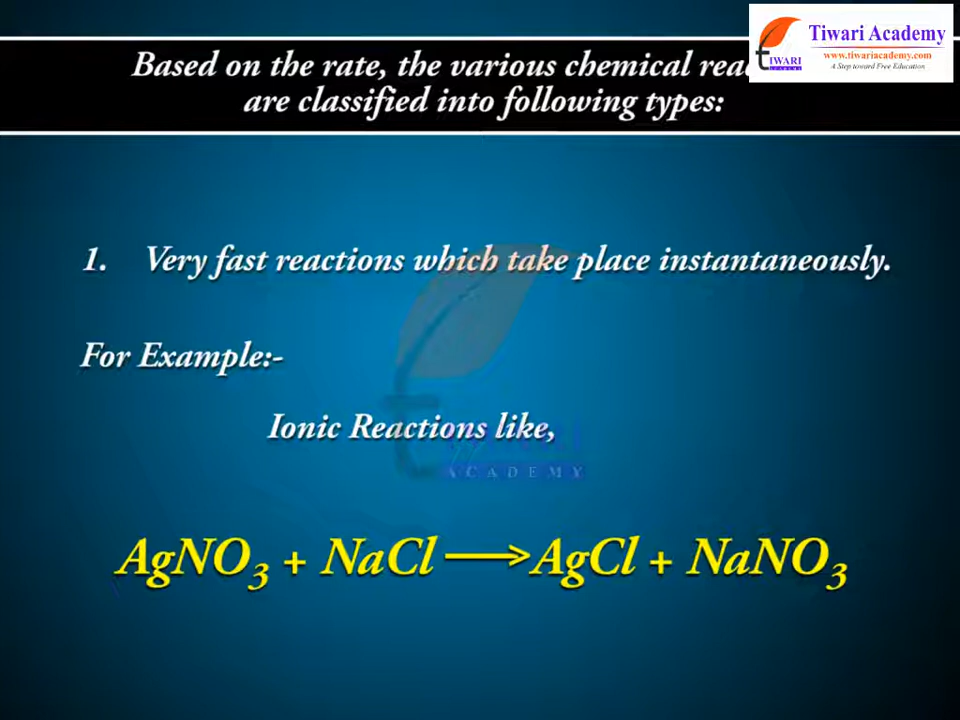 Tiwari Academy
www.tiwariacademy.com
A Step toward Free Education
TIWARI
ACADEMY
Based on the rate, the various chemical
are classified into following types:
1. Very fast reactions which take place instantaneously.
For Example:-
Ionic Reactions like,
ACADEMY
AgNO₃ + NaCl ⟶ AgCl + NaNO₃